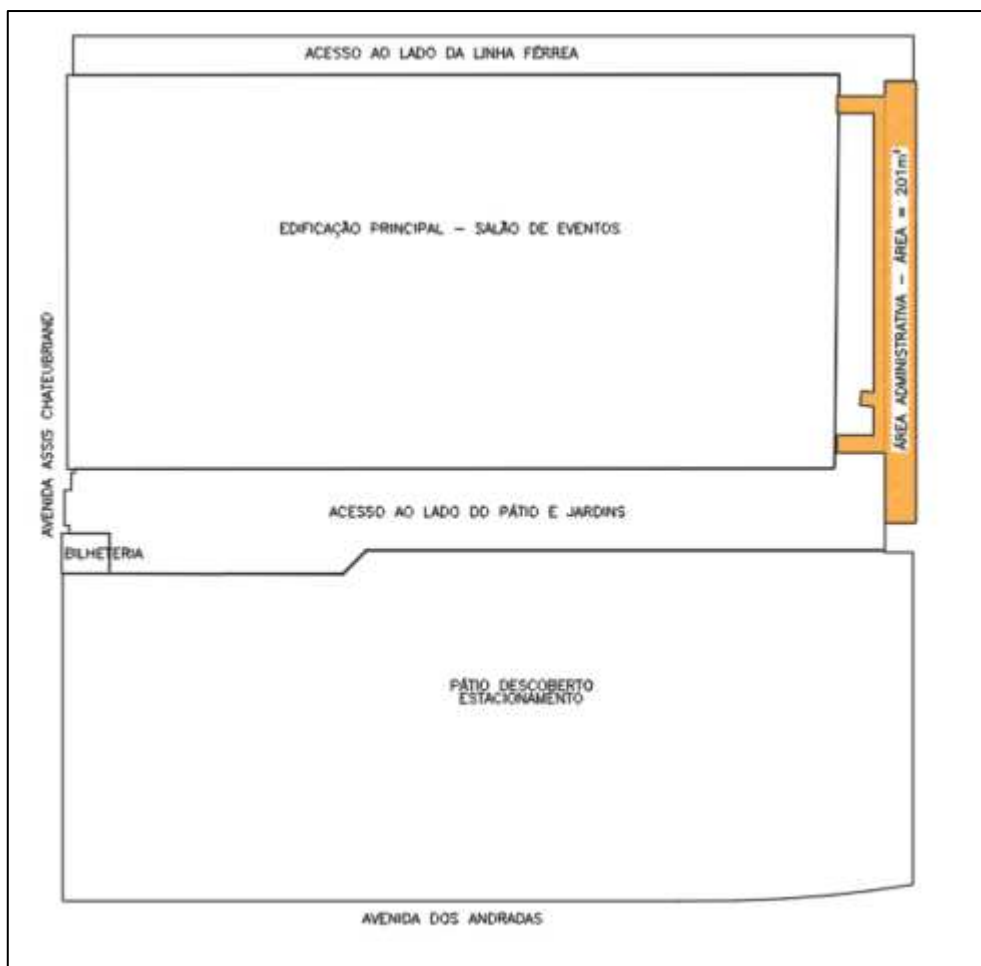 ACESSO AO LADO DA LINHA FÉRREA
EDIFICAÇÃO PRINCIPAL – SALÃO DE EVENTOS
ÁREA ADMINISTRATIVA – ÁREA = 201m²
AVENIDA ASSIS CHATEUBRIAND
ACESSO AO LADO DO PÁTIO E JARDINS
BILHETERIA
PÁTIO DESCOBERTO
ESTACIONAMENTO
AVENIDA DOS ANDRADAS